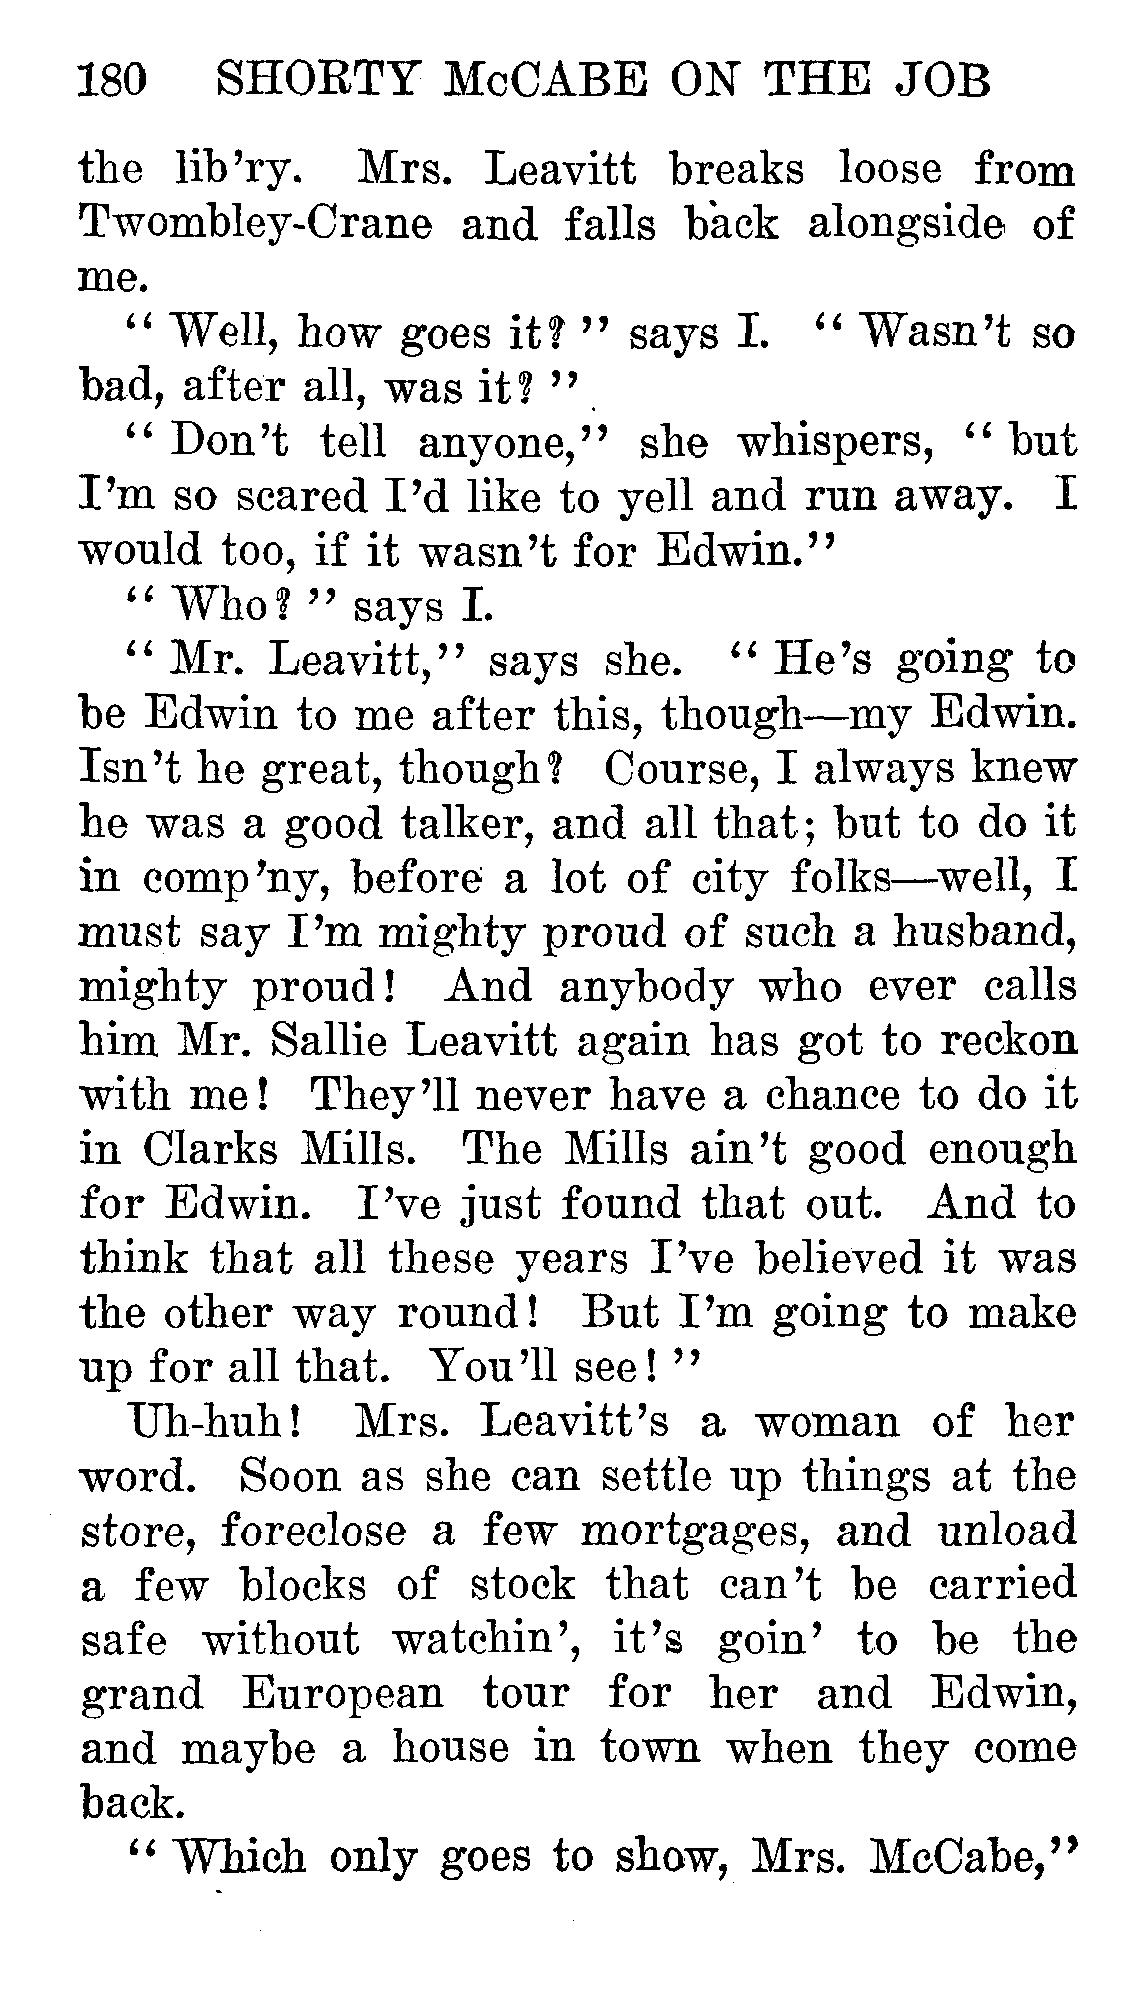 180 SHORTY McCABE ON THE JOB
the lib'ry. Mrs. Leavitt breaks loose from
Twombley-Crane and falls back alongside of
me.
“ Well, how goes it? ” says I. “ Wasn't so
bad, after all, was it? ”
“ Don't tell anyone,” she whispers, “ but
I'm so scared I'd like to yell and run away. I
would too, if it wasn't for Edwin.”
“ Who? ” says I.
“ Mr. Leavitt,” says she. “ He's going to
be Edwin to me after this, though—my Edwin.
Isn't he great, though? Course, I always knew
he was a good talker, and all that; but to do it
in comp'ny, before a lot of city folks—well, I
must say I'm mighty proud of such a husband,
mighty proud! And anybody who ever calls
him Mr. Sallie Leavitt again has got to reckon
with me! They'll never have a chance to do it
in Clarks Mills. The Mills ain't good enough
for Edwin. I've just found that out. And to
think that all these years I've believed it was
the other way round! But I'm going to make
up for all that. You'll see! ”
Uh-huh! Mrs. Leavitt's a woman of her
word. Soon as she can settle up things at the
store, foreclose a few mortgages, and unload
a few blocks of stock that can't be carried
safe without watchin', it's goin' to be the
grand European tour for her and Edwin,
and maybe a house in town when they come
back.
“ Which only goes to show, Mrs. McCabe,”